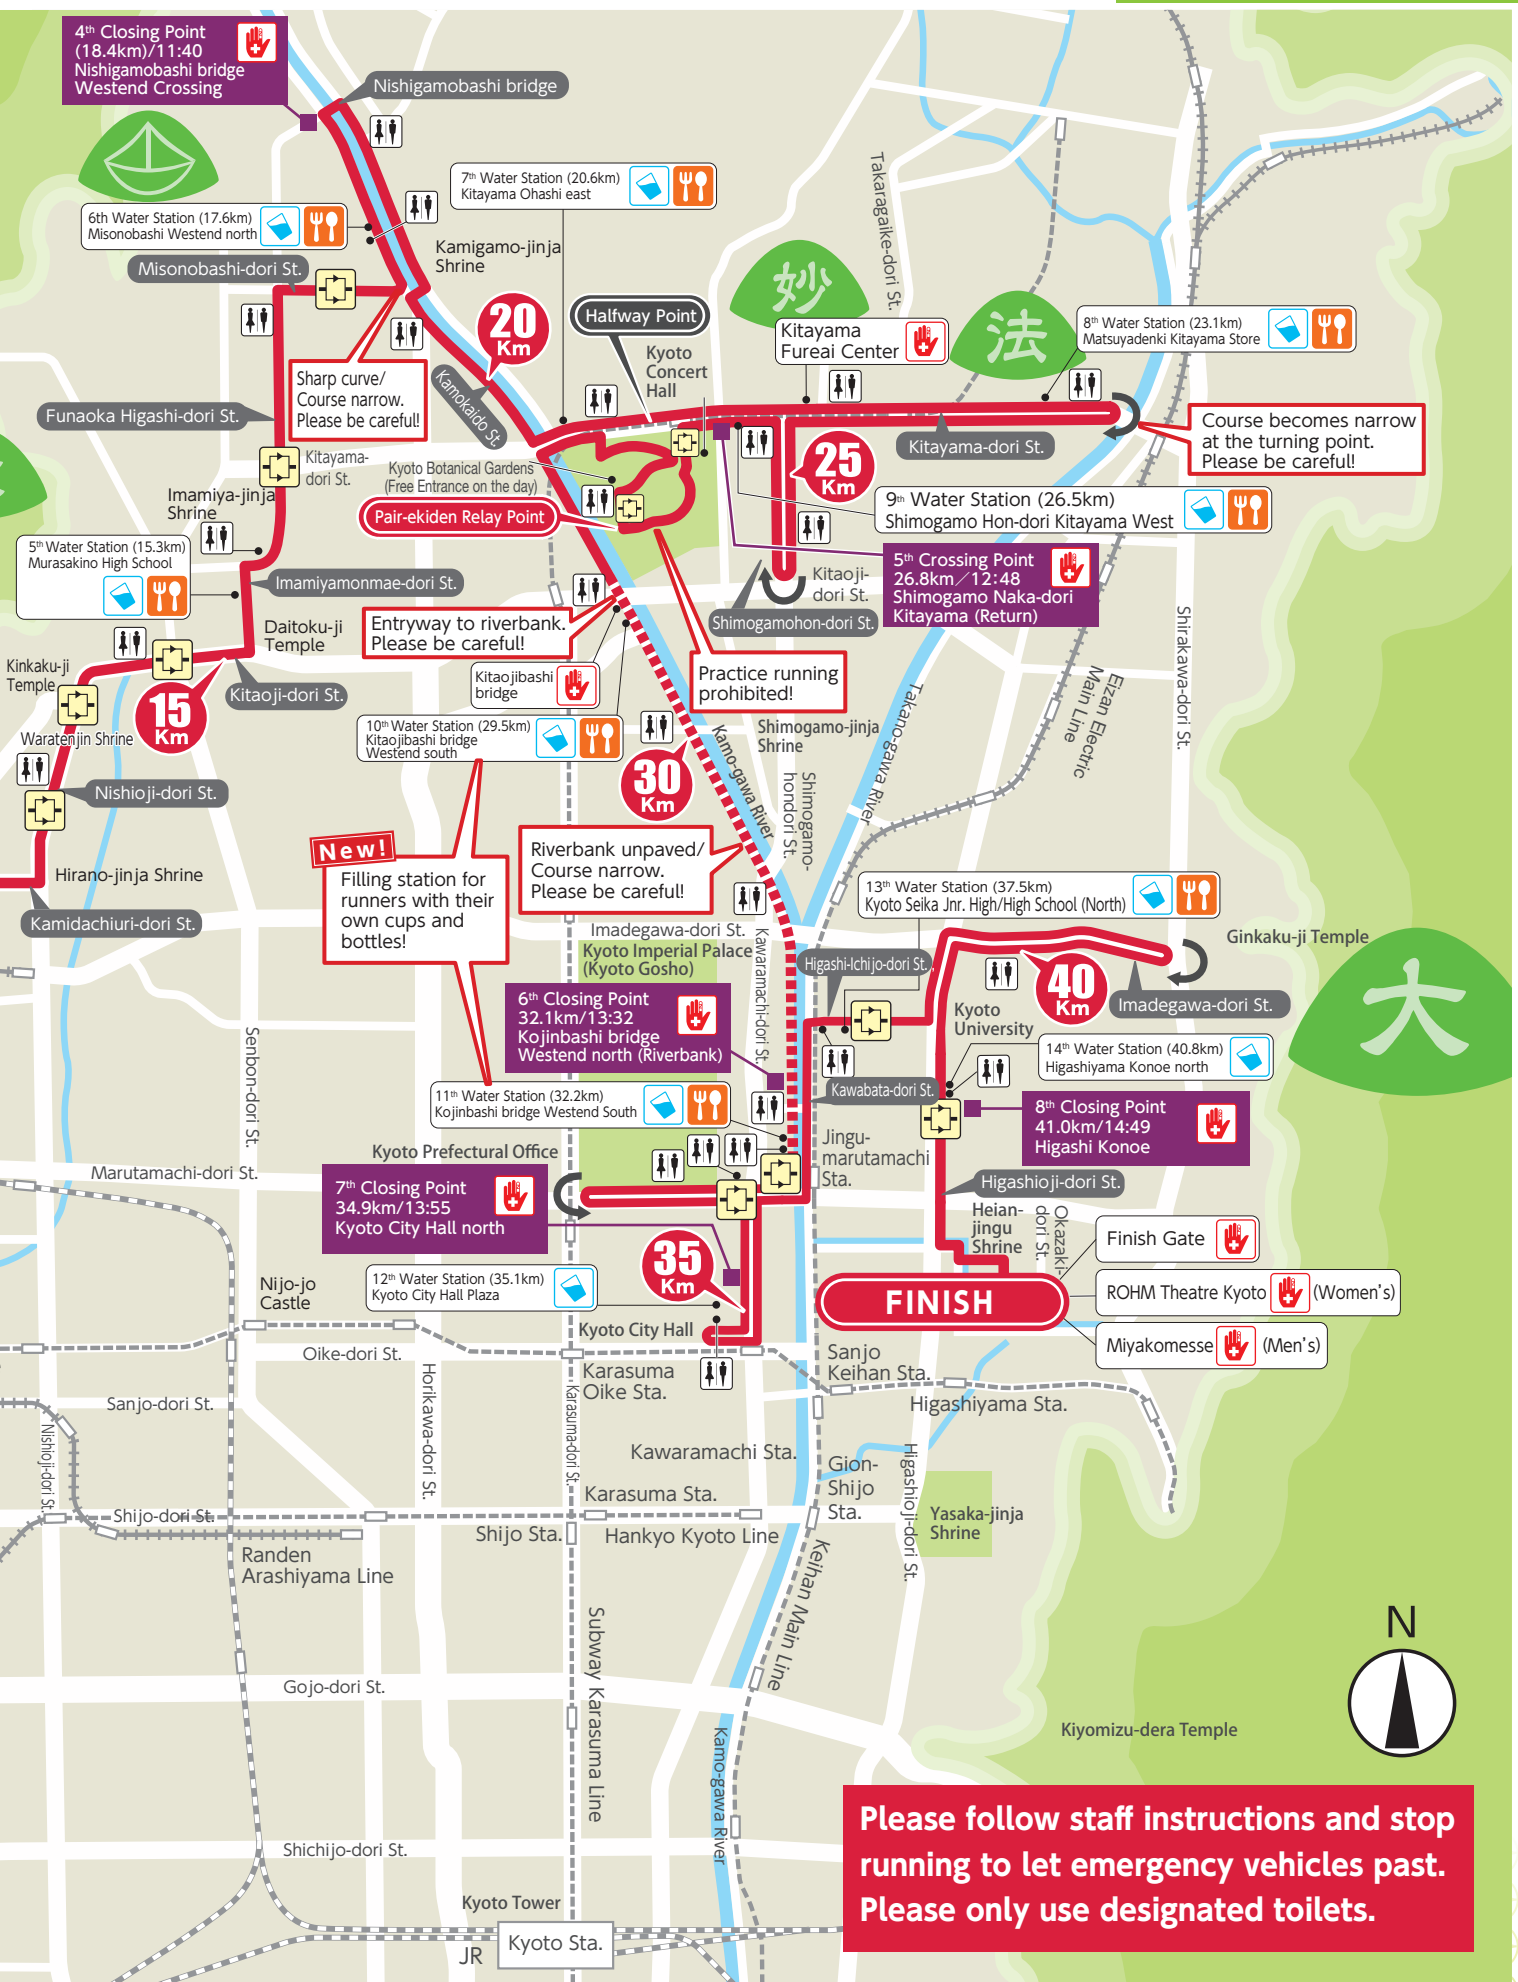 4th Closing Point
(18.4km)/11:40
Nishigamobashi bridge
Westend Crossing
Nishigamobashi bridge
7th Water Station (20.6km)
Kitayama Ohashi east
6th Water Station (17.6km)
Misonobashi Westend north
Kamigamo-jinja
Shrine
Misonobashi-dori St.
Takaragaike-dori St.
妙
法
20
Km
Halfway Point
Kyoto
Concert
Hall
Kitayama
Fureai Center
8th Water Station (23.1km)
Matsuyadenki Kitayama Store
Sharp curve/
Course narrow.
Please be careful!
Kamokaido St.
Funaoka Higashi-dori St.
Kitayama-dori St.
Course becomes narrow
at the turning point.
Please be careful!
Kitayama-
dori St.
Kyoto Botanical Gardens
(Free Entrance on the day)
25
Km
Imamiya-jinja
Shrine
Pair-ekiden Relay Point
9th Water Station (26.5km)
Shimogamo Hon-dori Kitayama West
5th Water Station (15.3km)
Murasakino High School
5th Crossing Point
26.8km/12:48
Shimogamo Naka-dori
Kitayama (Return)
Imamiyamonmae-dori St.
Kitaoji-
dori St.
Shimogamohon-dori St.
Entryway to riverbank.
Please be careful!
Daitoku-ji
Temple
Shirakawa-dori St.
Kinkaku-ji
Temple
Kitaoji-dori St.
Kitaojibashi
bridge
Practice running
prohibited!
Eizan Electric
Main Line
15
Km
Waratenjin Shrine
10th Water Station (29.5km)
Kitaojibashi bridge
Westend south
Shimogamo-jinja
Shrine
Takano-gawa River
Kamo-gawa River
30
Km
Shimogamo-
hondori St.
Nishioji-dori St.
New!
Filling station for
runners with their
own cups and
bottles!
Riverbank unpaved/
Course narrow.
Please be careful!
Hirano-jinja Shrine
Kamidachiuri-dori St.
13th Water Station (37.5km)
Kyoto Seika Jnr. High/High School (North)
Imadegawa-dori St.
Kyoto Imperial Palace
(Kyoto Gosho)
Kawaramachi-dori St.
Higashi-Ichijo-dori St.
Ginkaku-ji Temple
大
40
Km
Imadegawa-dori St.
6th Closing Point
32.1km/13:32
Kojinbashi bridge
Westend north (Riverbank)
Kyoto
University
Senbon-dori St.
14th Water Station (40.8km)
Higashiyama Konoe north
11th Water Station (32.2km)
Kojinbashi bridge Westend South
Kawabata-dori St.
8th Closing Point
41.0km/14:49
Higashi Konoe
Kyoto Prefectural Office
Jingu-
marutamachi
Sta.
Marutamachi-dori St.
7th Closing Point
34.9km/13:55
Kyoto City Hall north
Higashioji-dori St.
Heian-
jingu
Shrine
Okazaki-
dori St.
35
Km
Finish Gate
12th Water Station (35.1km)
Kyoto City Hall Plaza
Nijo-jo
Castle
FINISH
ROHM Theatre Kyoto (Women's)
Miyakomesse (Men's)
Kyoto City Hall
Oike-dori St.
Karasuma
Oike Sta.
Sanjo
Keihan Sta.
Higashiyama Sta.
Sanjo-dori St.
Horikawa-dori St.
Karasuma-dori St.
Nishioji-dori St.
Kawaramachi Sta.
Gion-
Shijo
Sta.
Higashioji-dori St.
Karasuma Sta.
Yasaka-jinja
Shrine
Shijo-dori St.
Shijo Sta.
Hankyo Kyoto Line
Keihan Main Line
Randen
Arashiyama Line
Subway Karasuma Line
N
Gojo-dori St.
Kamo-gawa River
Kiyomizu-dera Temple
Please follow staff instructions and stop
running to let emergency vehicles past.
Please only use designated toilets.
Shichijo-dori St.
Kyoto Tower
Kyoto Sta.
JR